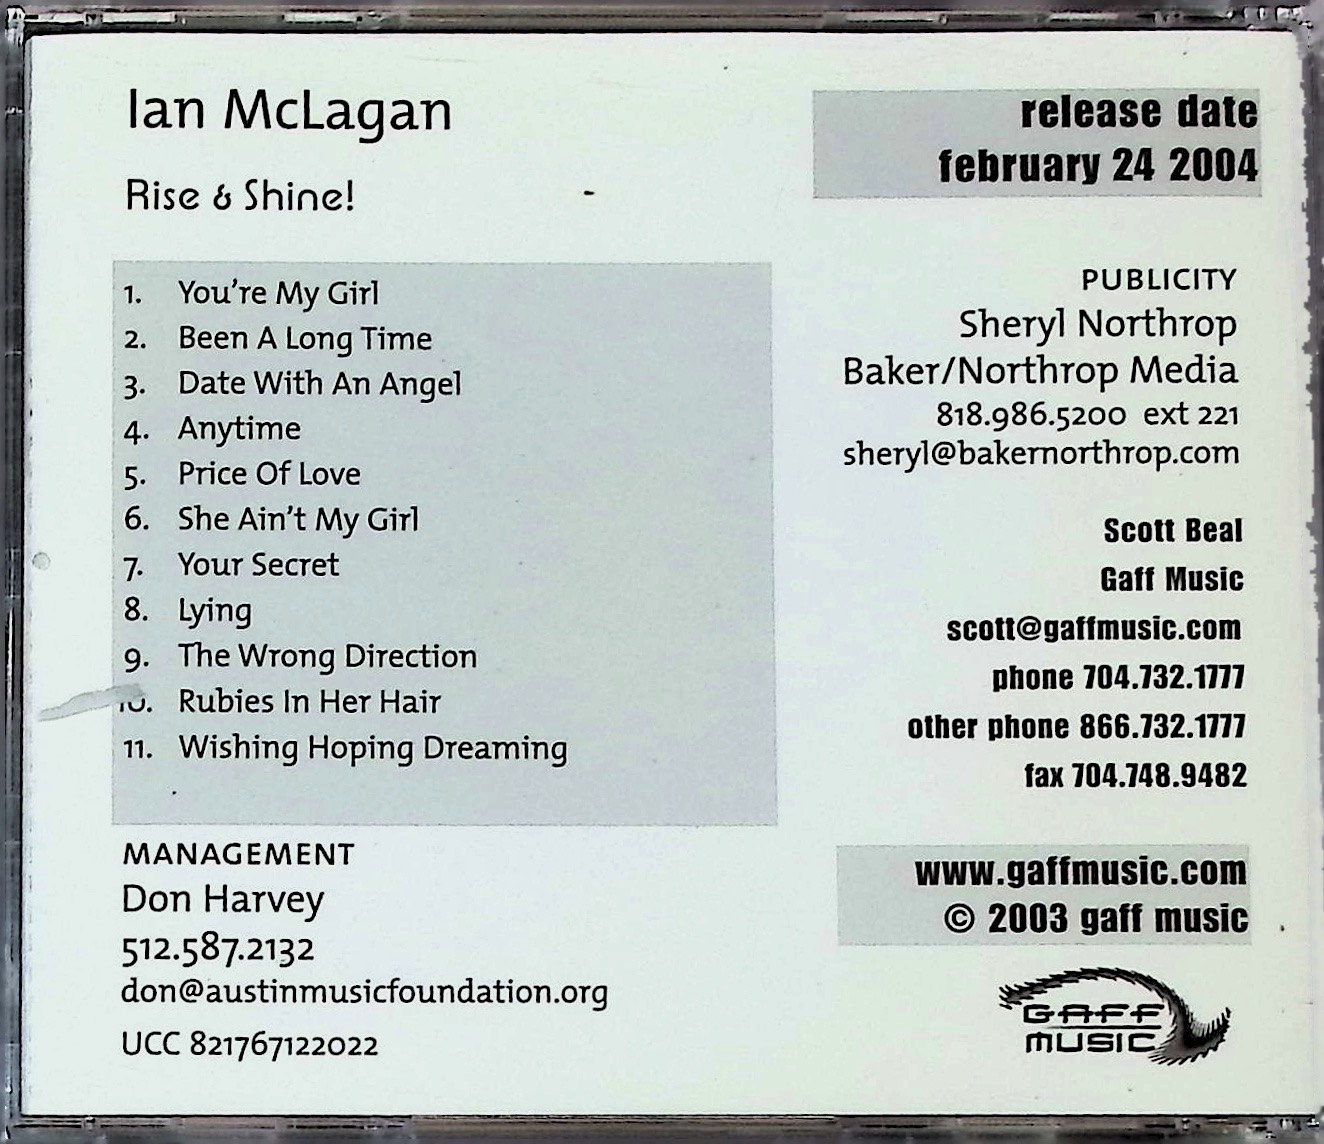 Ian McLagan
Rise & Shine!
release date
february 24 2004
1. You're My Girl
2. Been A Long Time
3. Date With An Angel
4. Anytime
5. Price Of Love
6. She Ain't My Girl
7. Your Secret
8. Lying
9. The Wrong Direction
10. Rubies In Her Hair
11. Wishing Hoping Dreaming
MANAGEMENT
Don Harvey
512.587.2132
don@austinmusicfoundation.org
UCC 821767122022
PUBLICITY
Sheryl Northrop
Baker/Northrop Media
818.986.5200 ext 221
sheryl@bakernorthrop.com
Scott Beal
Gaff Music
scott@gaffmusic.com
phone 704.732.1777
other phone 866.732.1777
fax 704.748.9482
www.gaffmusic.com
© 2003 gaff music
GAFF
MUSIC